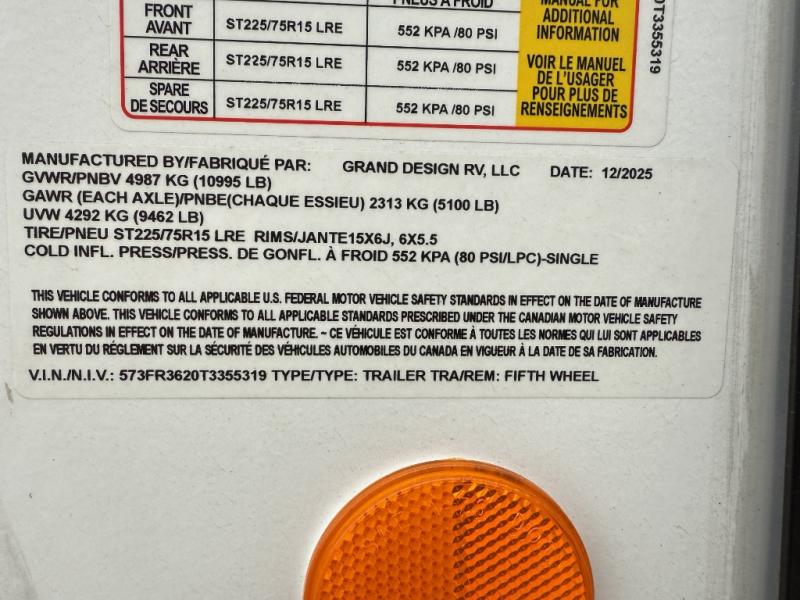 PNEUS À FROID
MANUAL FOR
ADDITIONAL
INFORMATION
FRONT
AVANT
ST225/75R15 LRE
552 KPA /80 PSI
REAR
ARRIÈRE
ST225/75R15 LRE
552 KPA /80 PSI
SPARE
DE SECOURS
ST225/75R15 LRE
552 KPA /80 PSI
VOIR LE MANUEL
DE L'USAGER
POUR PLUS DE
RENSEIGNEMENTS
0T3355319
MANUFACTURED BY/FABRIQUÉ PAR: GRAND DESIGN RV, LLC DATE: 12/2025
GVWR/PNBV 4987 KG (10995 LB)
GAWR (EACH AXLE)/PNBE(CHAQUE ESSIEU) 2313 KG (5100 LB)
UVW 4292 KG (9462 LB)
TIRE/PNEU ST225/75R15 LRE RIMS/JANTE15X6J, 6X5.5
COLD INFL. PRESS/PRESS. DE GONFL. À FROID 552 KPA (80 PSI/LPC)-SINGLE
THIS VEHICLE CONFORMS TO ALL APPLICABLE U.S. FEDERAL MOTOR VEHICLE SAFETY STANDARDS IN EFFECT ON THE DATE OF MANUFACTURE
SHOWN ABOVE. THIS VEHICLE CONFORMS TO ALL APPLICABLE STANDARDS PRESCRIBED UNDER THE CANADIAN MOTOR VEHICLE SAFETY
REGULATIONS IN EFFECT ON THE DATE OF MANUFACTURE. ~ CE VÉHICULE EST CONFORME À TOUTES LES NORMES QUI LUI SONT APPLICABLES
EN VERTU DU RÉGLEMENT SUR LA SÉCURITÉ DES VÉHICULES AUTOMOBILES DU CANADA EN VIGUEUR À LA DATE DE SA FABRICATION.
V.I.N./N.I.V.: 573FR3620T3355319 TYPE/TYPE: TRAILER TRA/REM: FIFTH WHEEL